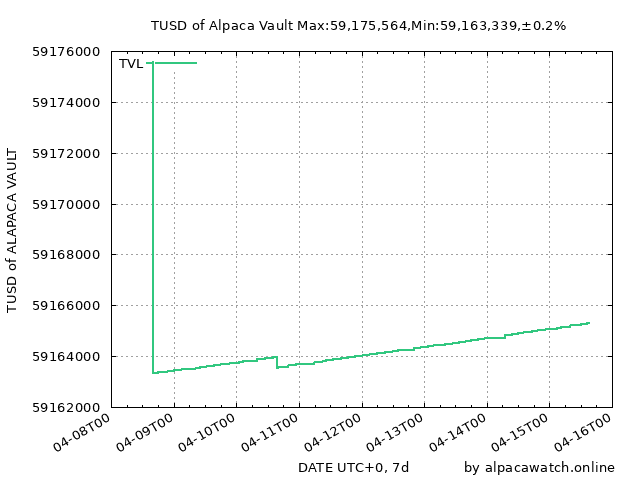 TUSD of Alpaca Vault Max:59,175,564,Min:59,163,339,±0.2%
59176000
TVL
59174000
59172000
59170000
59168000
59166000
59164000
59162000
TUSD of ALAPACA VAULT
04-08T00
04-09T00
04-10T00
04-11T00
04-12T00
04-13T00
04-14T00
04-15T00
04-16T00
DATE UTC+0, 7d
by alpacawatch.online